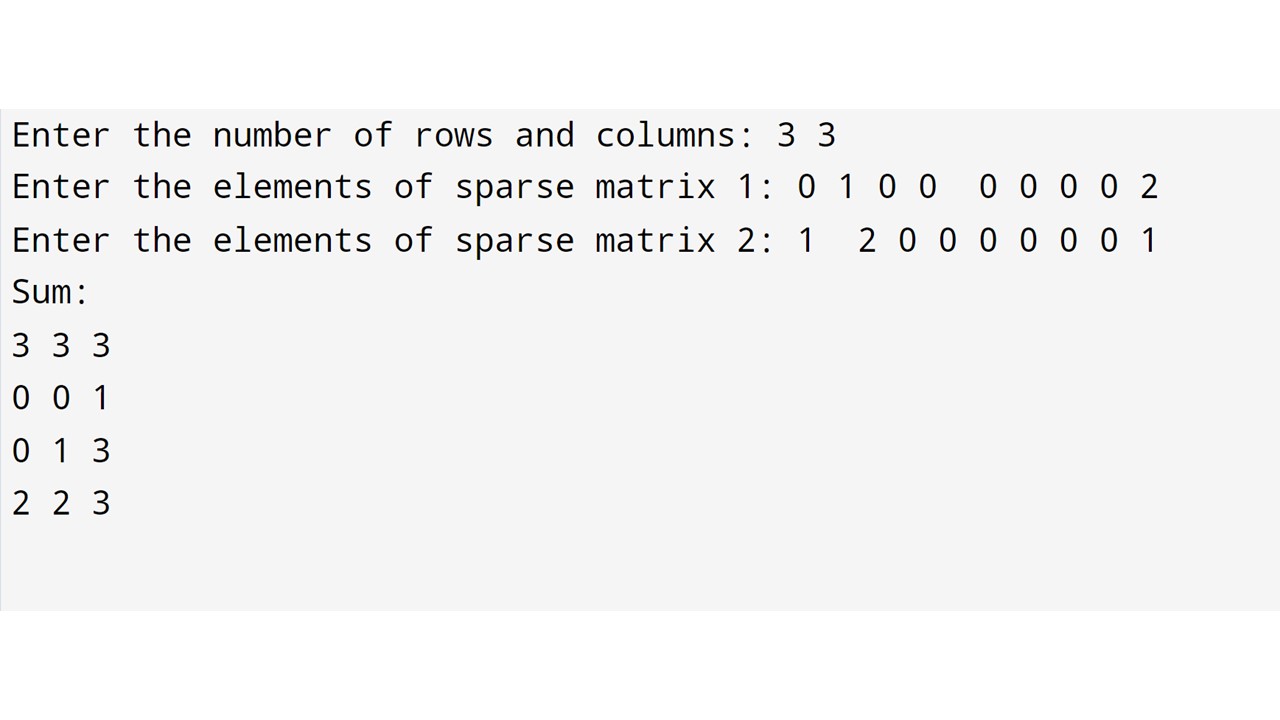 Enter the number of rows and columns: 3 3
Enter the elements of sparse matrix 1: 0 1 0 0  0 0 0 0 2
Enter the elements of sparse matrix 2: 1  2 0 0 0 0 0 0 1
Sum:
3 3 3
0 0 1
0 1 3
2 2 3